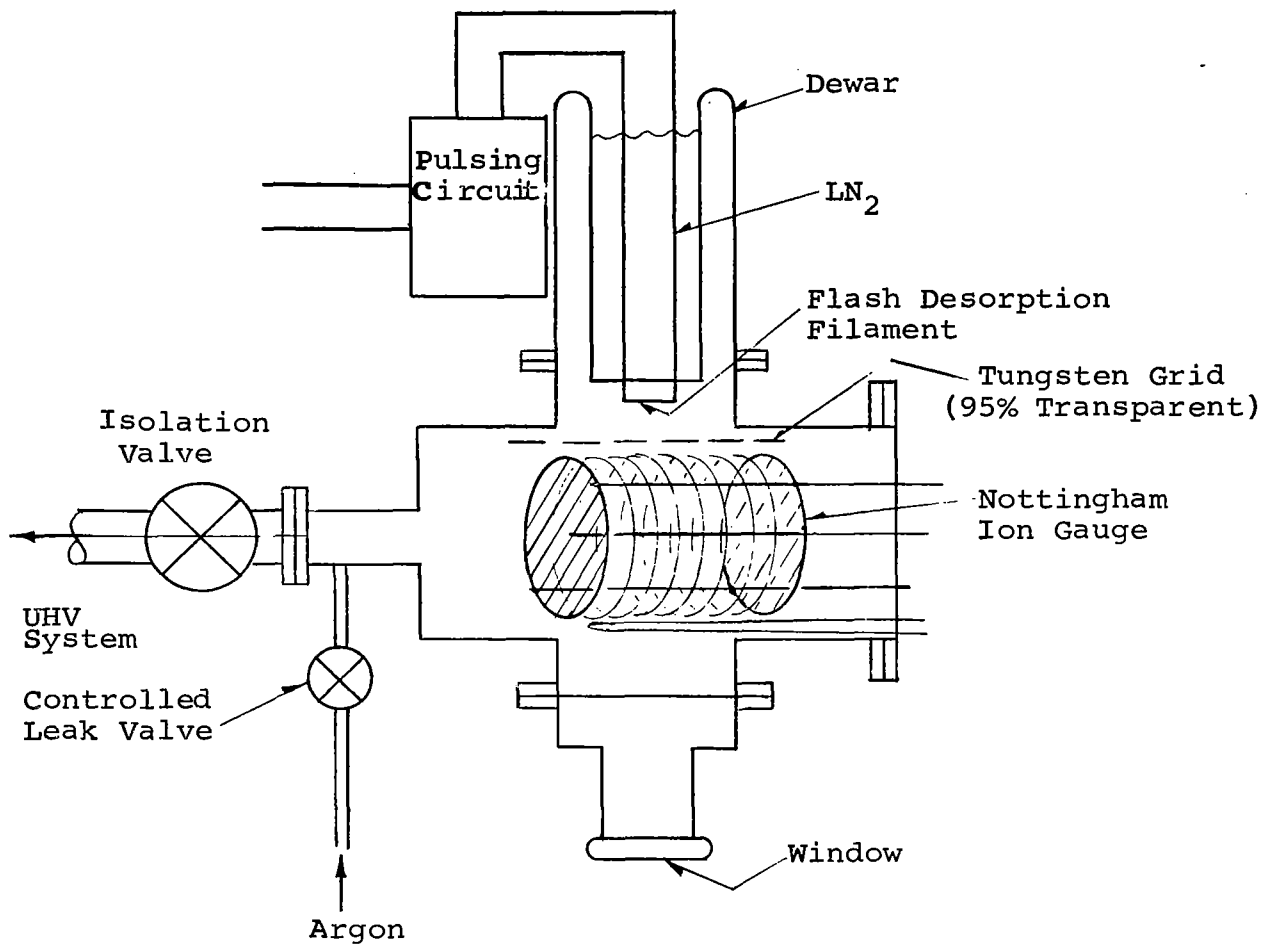 Dewar
Pulsing
Circuit
LN2
Flash Desorption
Filament
Tungsten Grid
(95% Transparent)
Isolation
Valve
Nottingham
Ion Gauge
UHV
System
Controlled
Leak Valve
Window
Argon